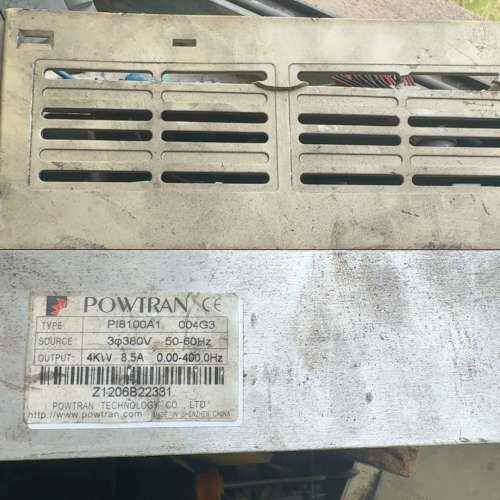 POWTRAN CE
TYPE PI8100A1 004G3
SOURCE 3φ380V 50-60Hz
OUTPUT: 4KW 8.5A 0.00-400.0Hz
Z1206B22331
POWTRAN TECHNOLOGY CO., LTD
http://www.powtran.com MADE IN SHENZHEN CHINA